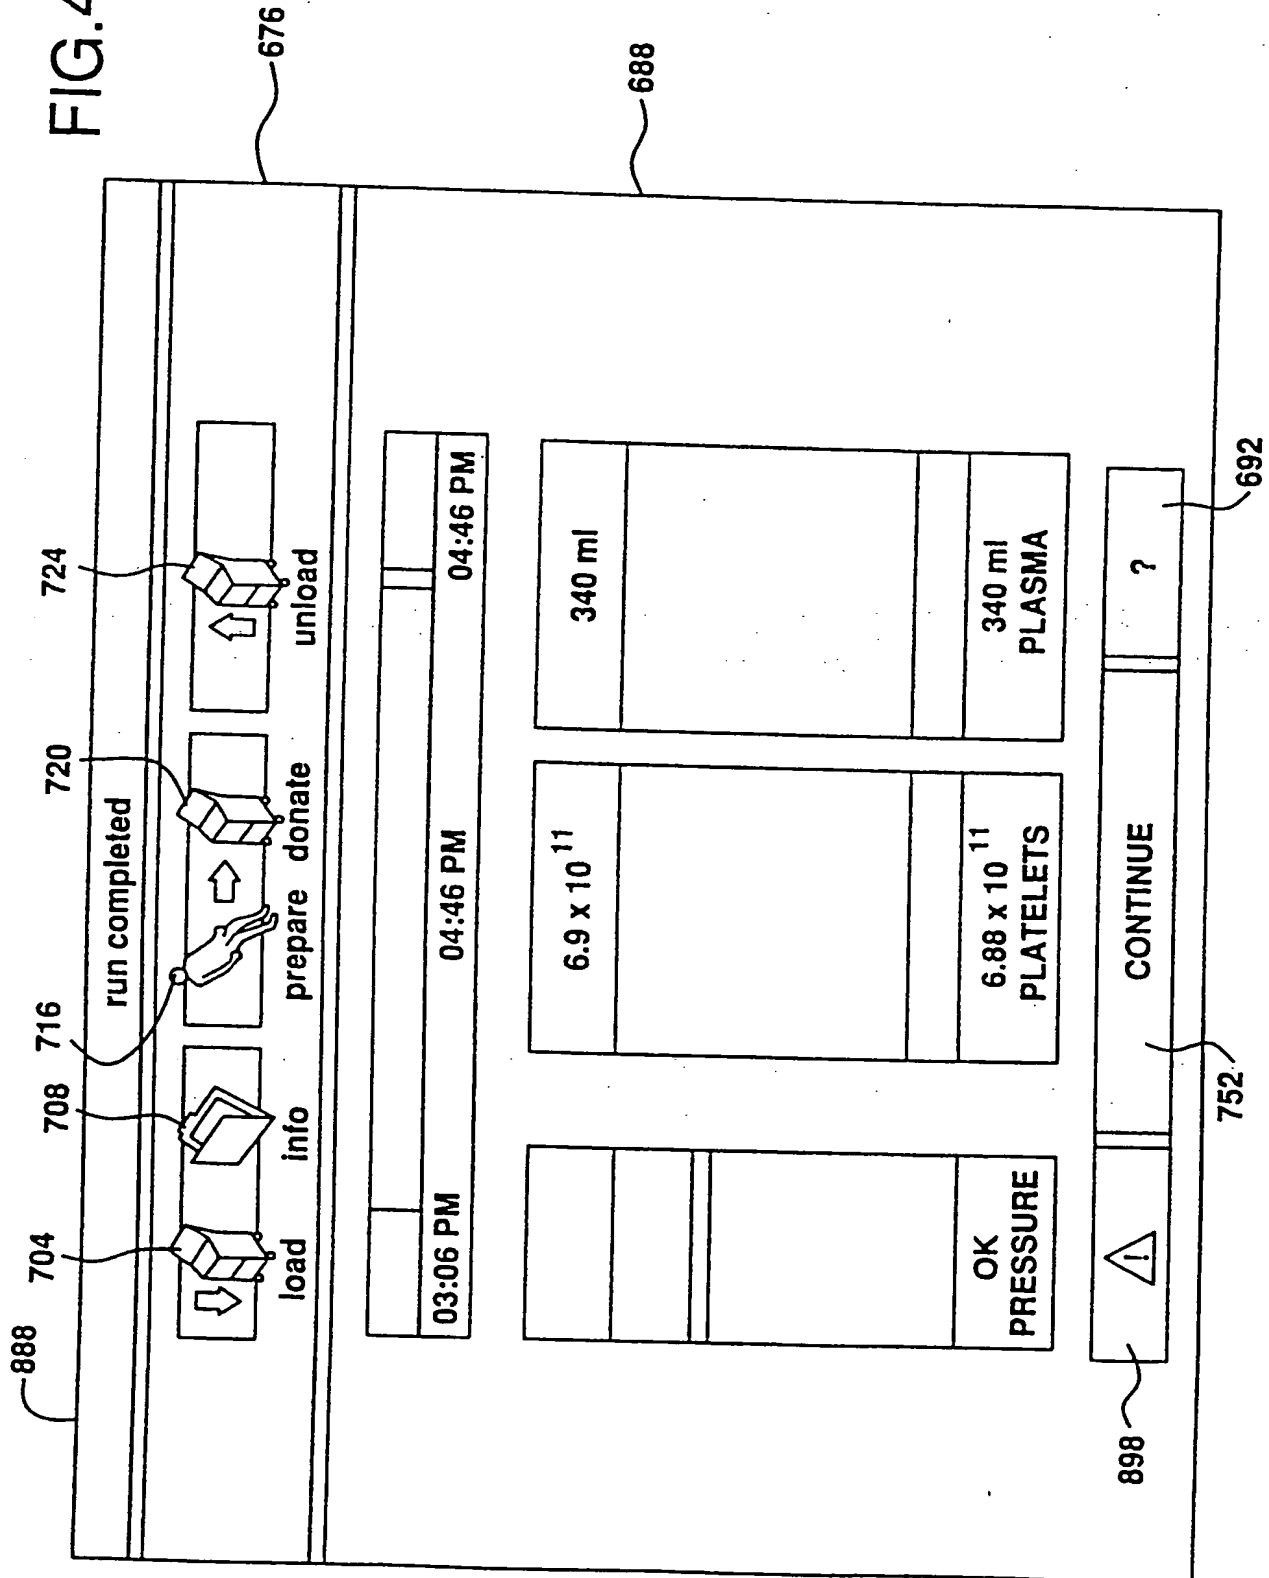 FIG.4
676
688
888
run completed
704
708
716
720
724
load
info
prepare
donate
unload
03:06 PM
04:46 PM
04:46 PM
6.9 x 10^11
340 ml
OK
PRESSURE
6.88 x 10^11
PLATELETS
340 ml
PLASMA
!
CONTINUE
?
898
752
692